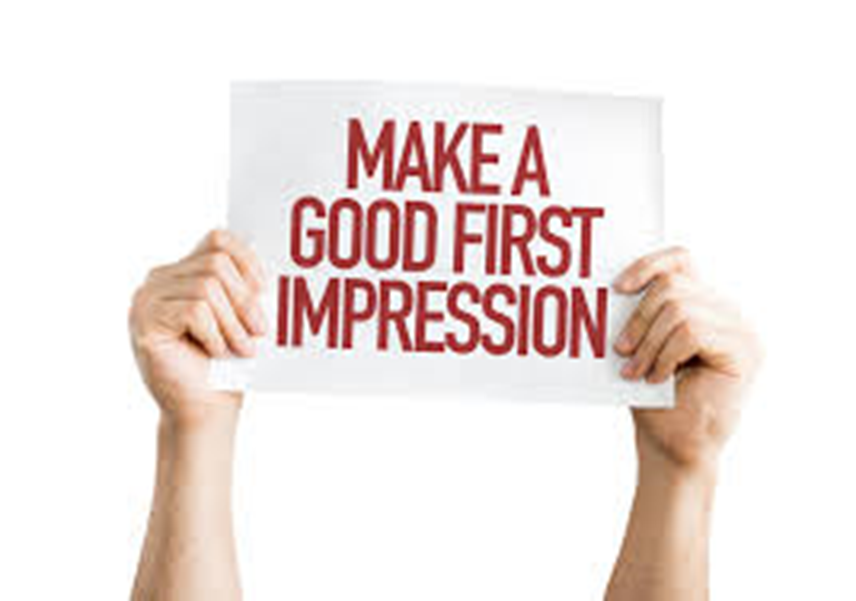 MAKE A
GOOD FIRST
IMPRESSION